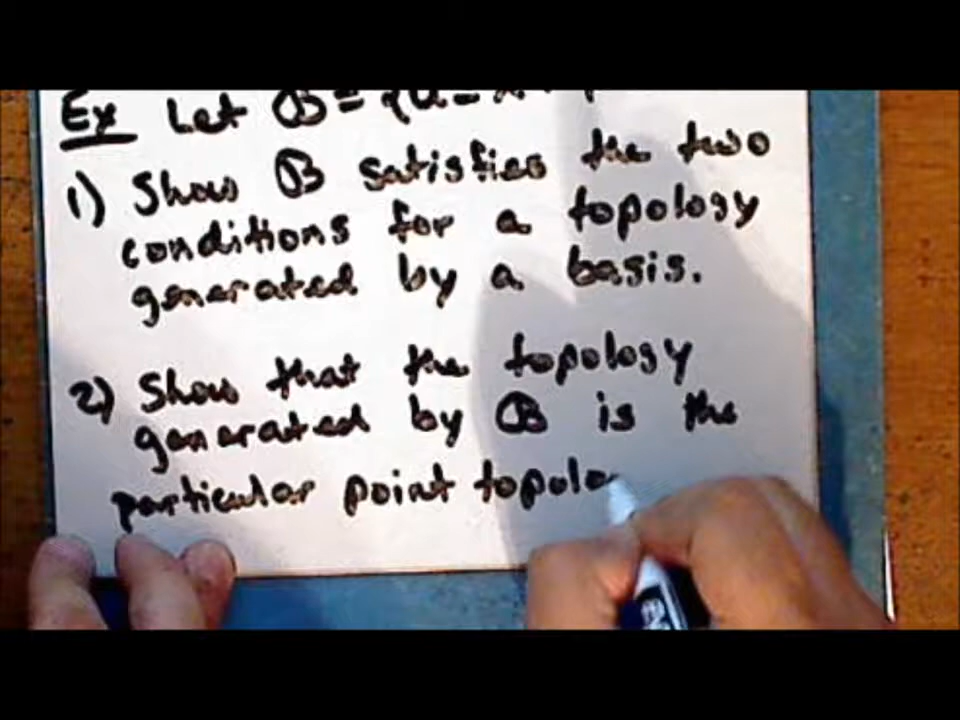 Ex Let B = {U
1) Show B satisfies the two
conditions for a topology
generated by a basis.
2) Show that the topology
generated by B is the
particular point topolo